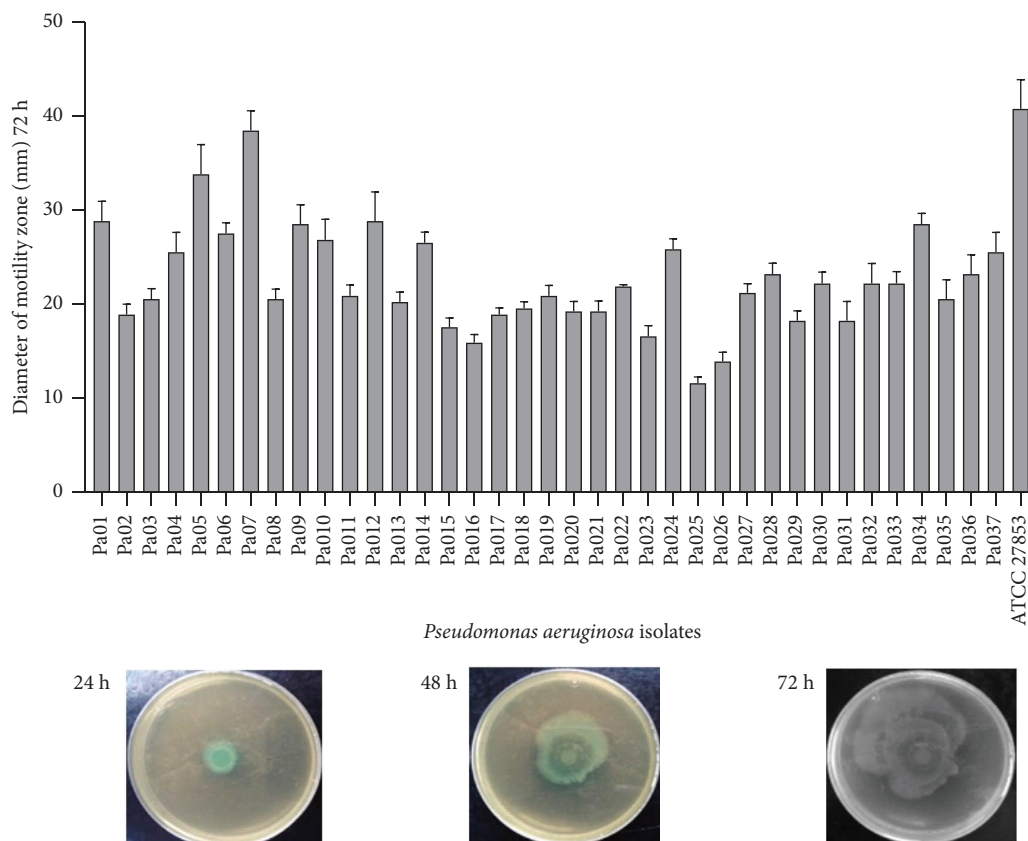 Diameter of motility zone (mm) 72 h
50
40
30
20
10
0
Pa01
Pa02
Pa03
Pa04
Pa05
Pa06
Pa07
Pa08
Pa09
Pa010
Pa011
Pa012
Pa013
Pa014
Pa015
Pa016
Pa017
Pa018
Pa019
Pa020
Pa021
Pa022
Pa023
Pa024
Pa025
Pa026
Pa027
Pa028
Pa029
Pa030
Pa031
Pa032
Pa033
Pa034
Pa035
Pa036
Pa037
ATCC 27853
Pseudomonas aeruginosa isolates
24 h
48 h
72 h